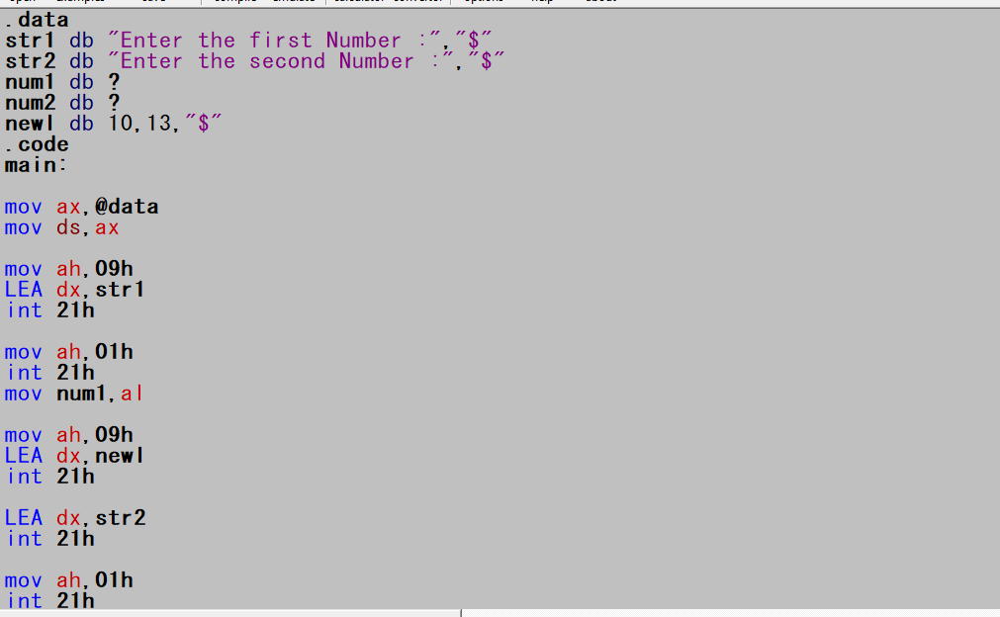 .data
str1 db "Enter the first Number :","$"
str2 db "Enter the second Number :","$"
num1 db ?
num2 db ?
newl db 10,13,"$"
.code
main:
mov ax,@data
mov ds,ax
mov ah,09h
LEA dx,str1
int 21h
mov ah,01h
int 21h
mov num1,al
mov ah,09h
LEA dx,newl
int 21h
LEA dx,str2
int 21h
mov ah,01h
int 21h